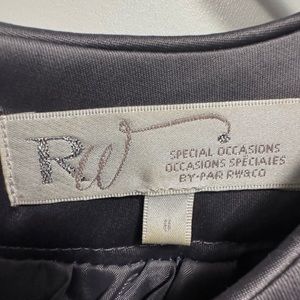 RW
SPECIAL OCCASIONS
OCCASIONS SPÉCIALES
BY·PAR RW&CO